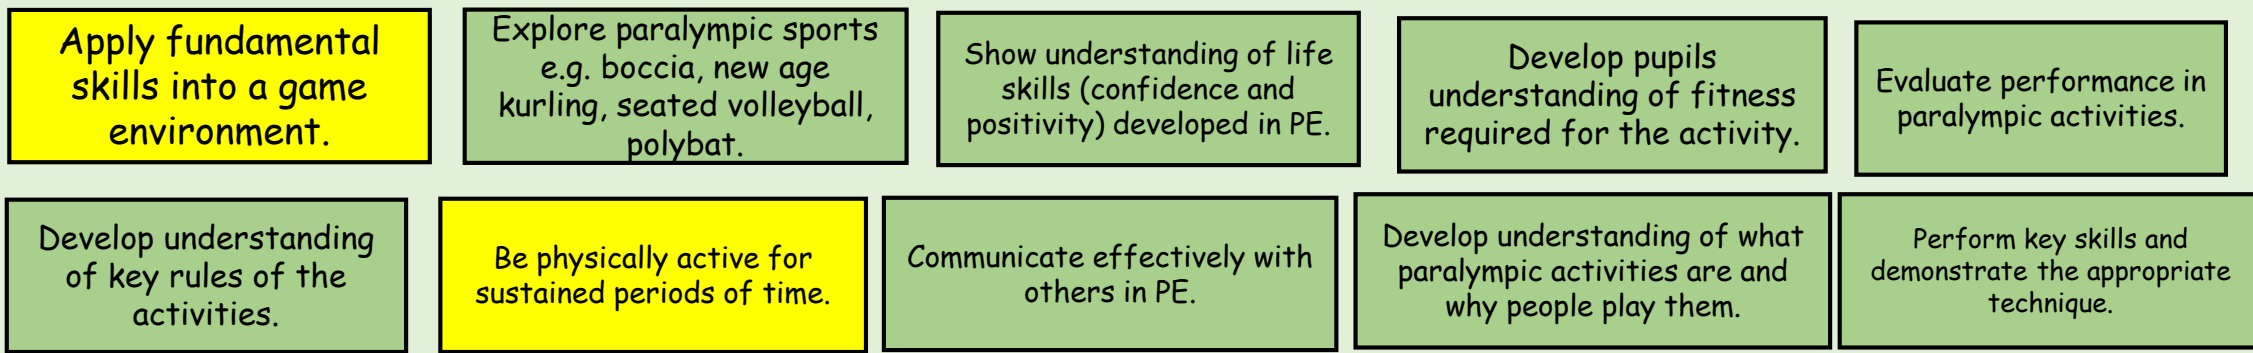 Apply fundamental
skills into a game
environment.
Explore paralympic sports
e.g. boccia, new age
kurling, seated volleyball,
polybat.
Show understanding of life
skills (confidence and
positivity) developed in PE.
Develop pupils
understanding of fitness
required for the activity.
Evaluate performance in
paralympic activities.
Develop understanding
of key rules of the
activities.
Be physically active for
sustained periods of time.
Communicate effectively with
others in PE.
Develop understanding of what
paralympic activities are and
why people play them.
Perform key skills and
demonstrate the appropriate
technique.